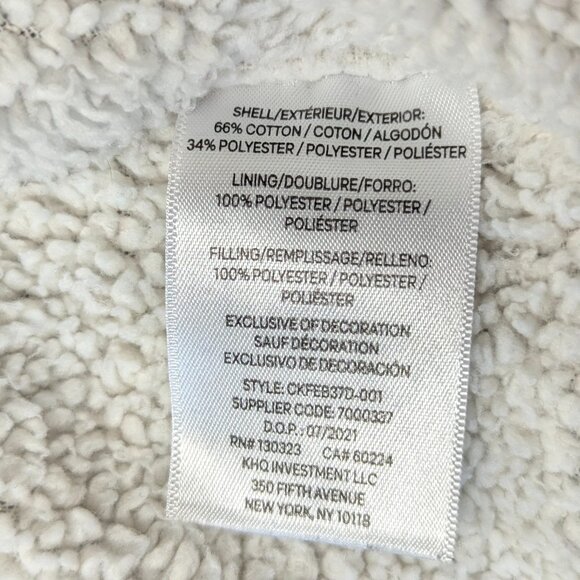 SHELL/EXTÉRIEUR/EXTERIOR:
66% COTTON / COTON / ALGODÓN
34% POLYESTER / POLYESTER / POLIÉSTER
LINING/DOUBLURE/FORRO:
100% POLYESTER / POLYESTER /
POLIÉSTER
FILLING/REMPLISSAGE/RELLENO:
100% POLYESTER / POLYESTER /
POLIÉSTER
EXCLUSIVE OF DECORATION
SAUF DÉCORATION
EXCLUSIVO DE DECORACIÓN
STYLE: CKFEB37D-001
SUPPLIER CODE: 7000337
D.O.P.: 07/2021
RN# 130323 CA# 60224
KHQ INVESTMENT LLC
350 FIFTH AVENUE
NEW YORK, NY 10118